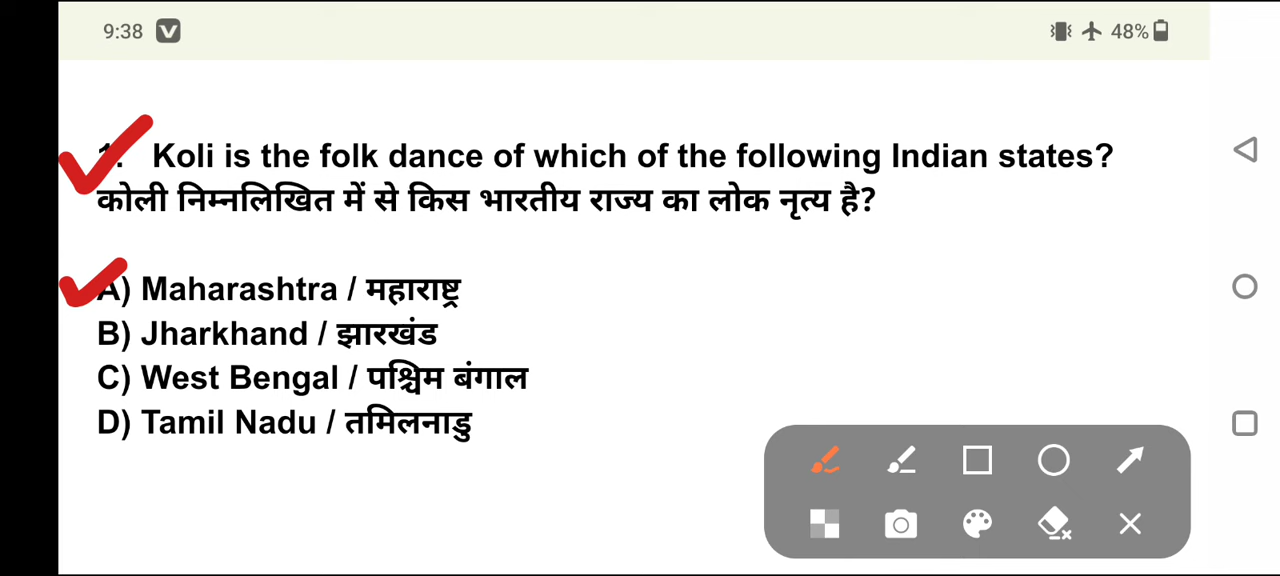 9:38 V 48%
1. Koli is the folk dance of which of the following Indian states?
कोली निम्नलिखित में से किस भारतीय राज्य का लोक नृत्य है?
A) Maharashtra / महाराष्ट्र
B) Jharkhand / झारखंड
C) West Bengal / पश्चिम बंगाल
D) Tamil Nadu / तमिलनाडु